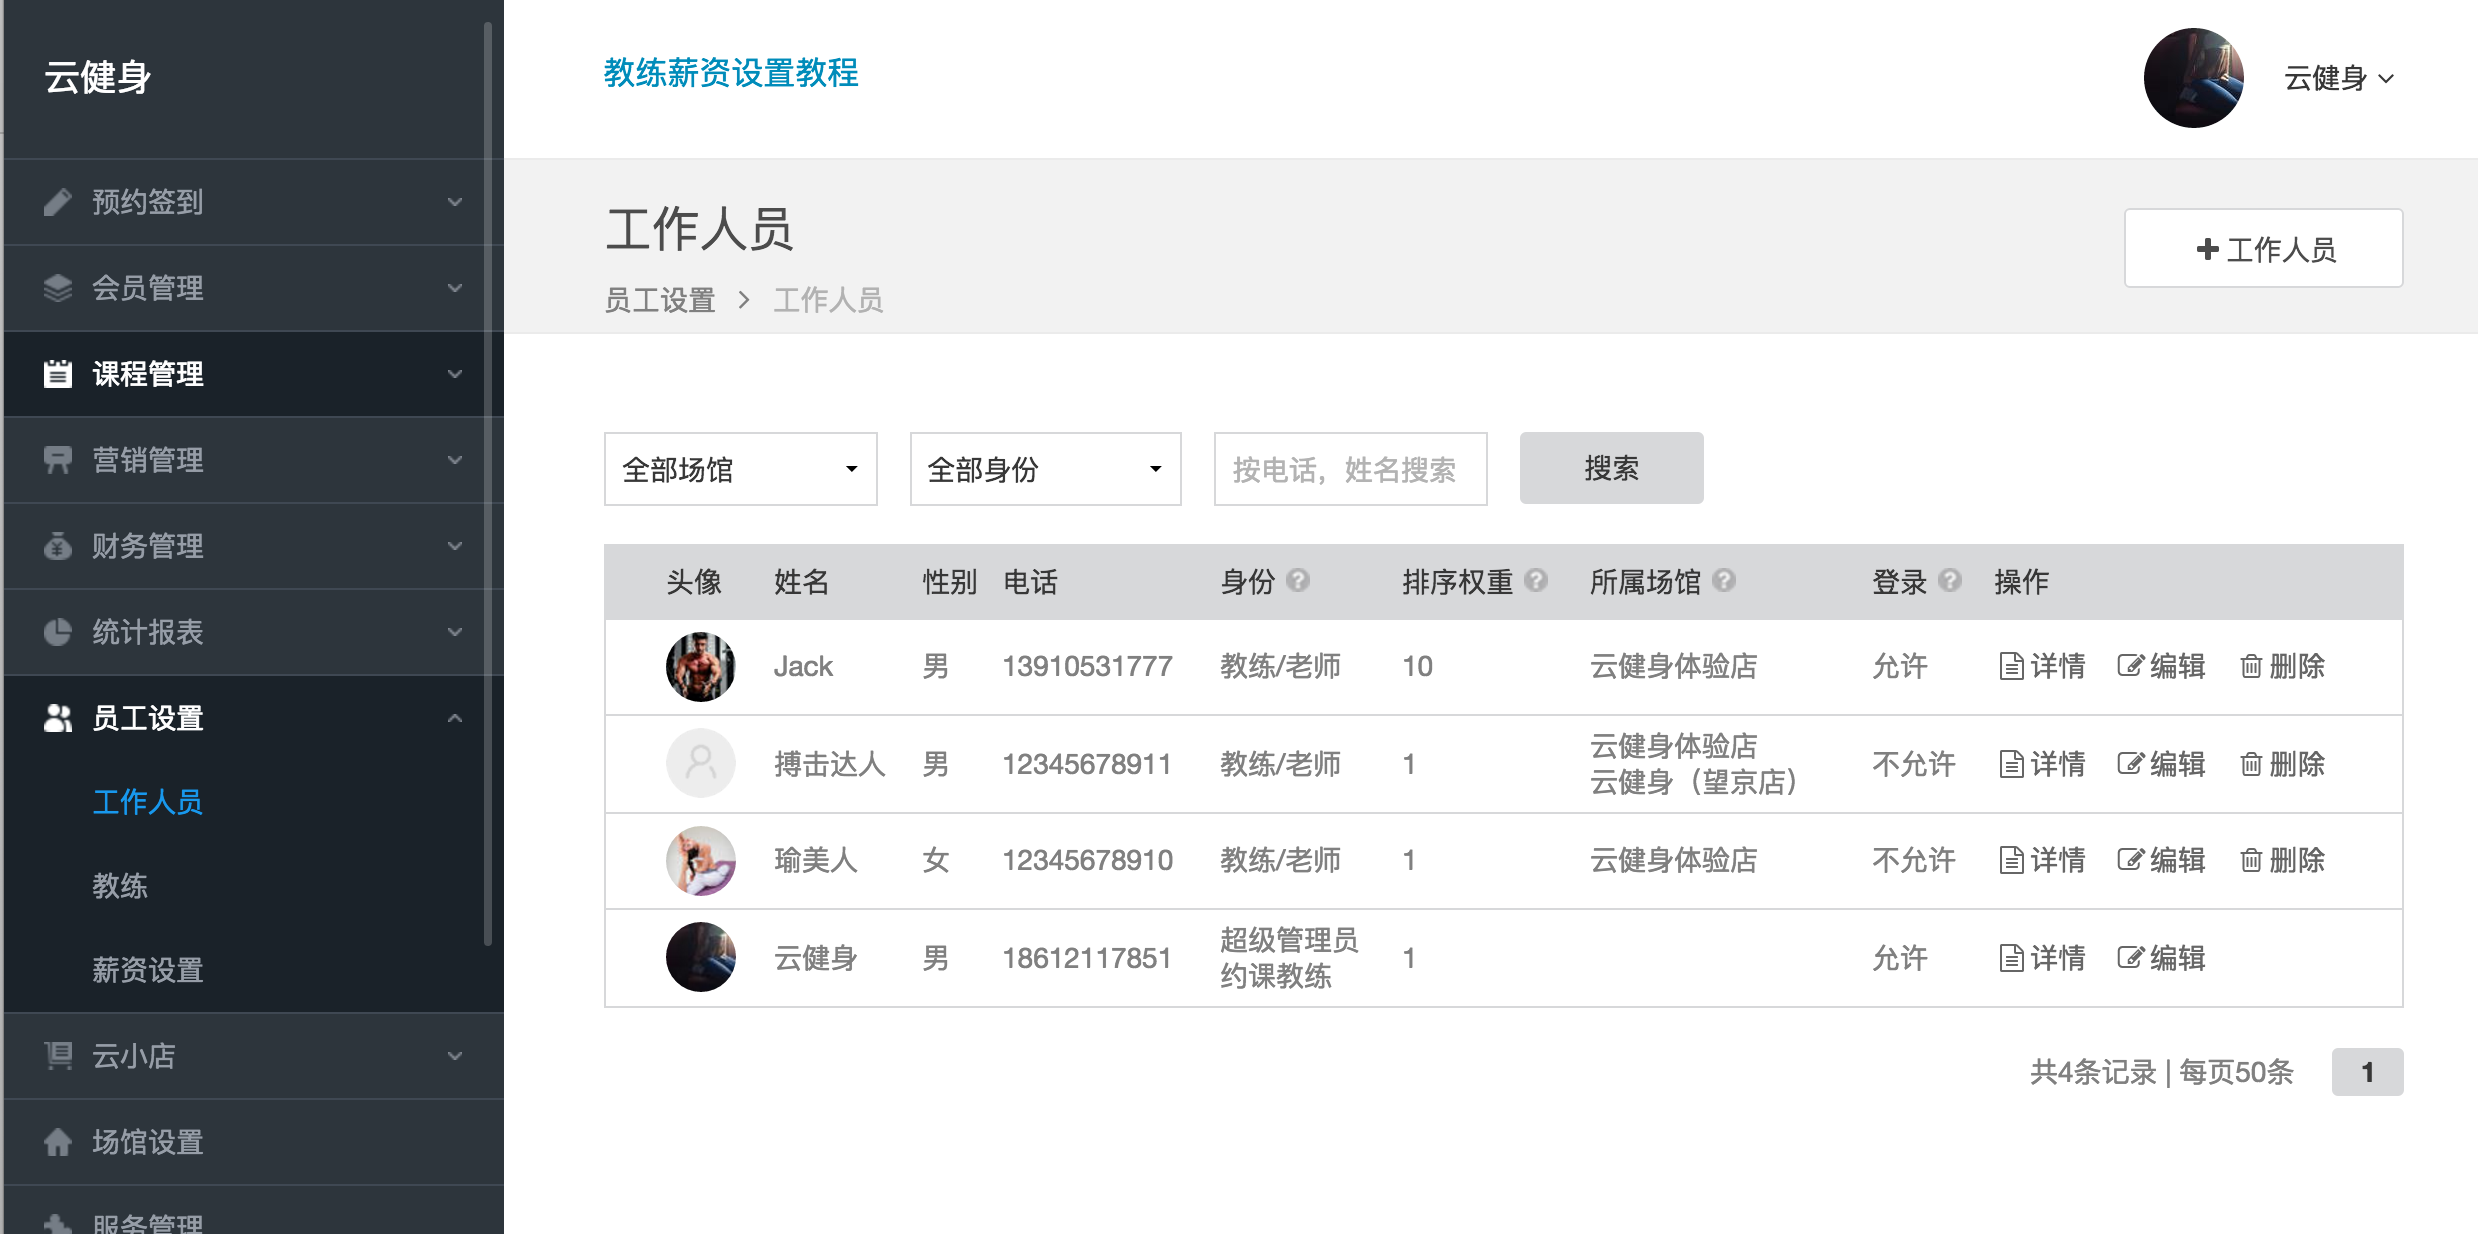 云健身
教练薪资设置教程
云健身
预约签到
会员管理
课程管理
营销管理
财务管理
统计报表
员工设置
工作人员
教练
薪资设置
云小店
场馆设置
服务管理
工作人员
员工设置 > 工作人员
工作人员
全部场馆 全部身份 按电话，姓名搜索 搜索
头像 姓名 性别 电话 身份 排序权重 所属场馆 登录 操作
Jack 男 13910531777 教练/老师 10 云健身体验店 允许 详情 编辑 删除
搏击达人 男 12345678911 教练/老师 1 云健身体验店 不允许 详情 编辑 删除
云健身（望京店）
瑜美人 女 12345678910 教练/老师 1 云健身体验店 不允许 详情 编辑 删除
云健身 男 18612117851 超级管理员 1 允许 详情 编辑
约课教练
共4条记录 | 每页50条 1